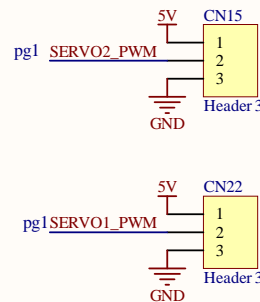 5V CN15
1
pg1 SERVO2_PWM 2
3
GND Header 3
5V CN22
1
pg1 SERVO1_PWM 2
3
GND Header 3